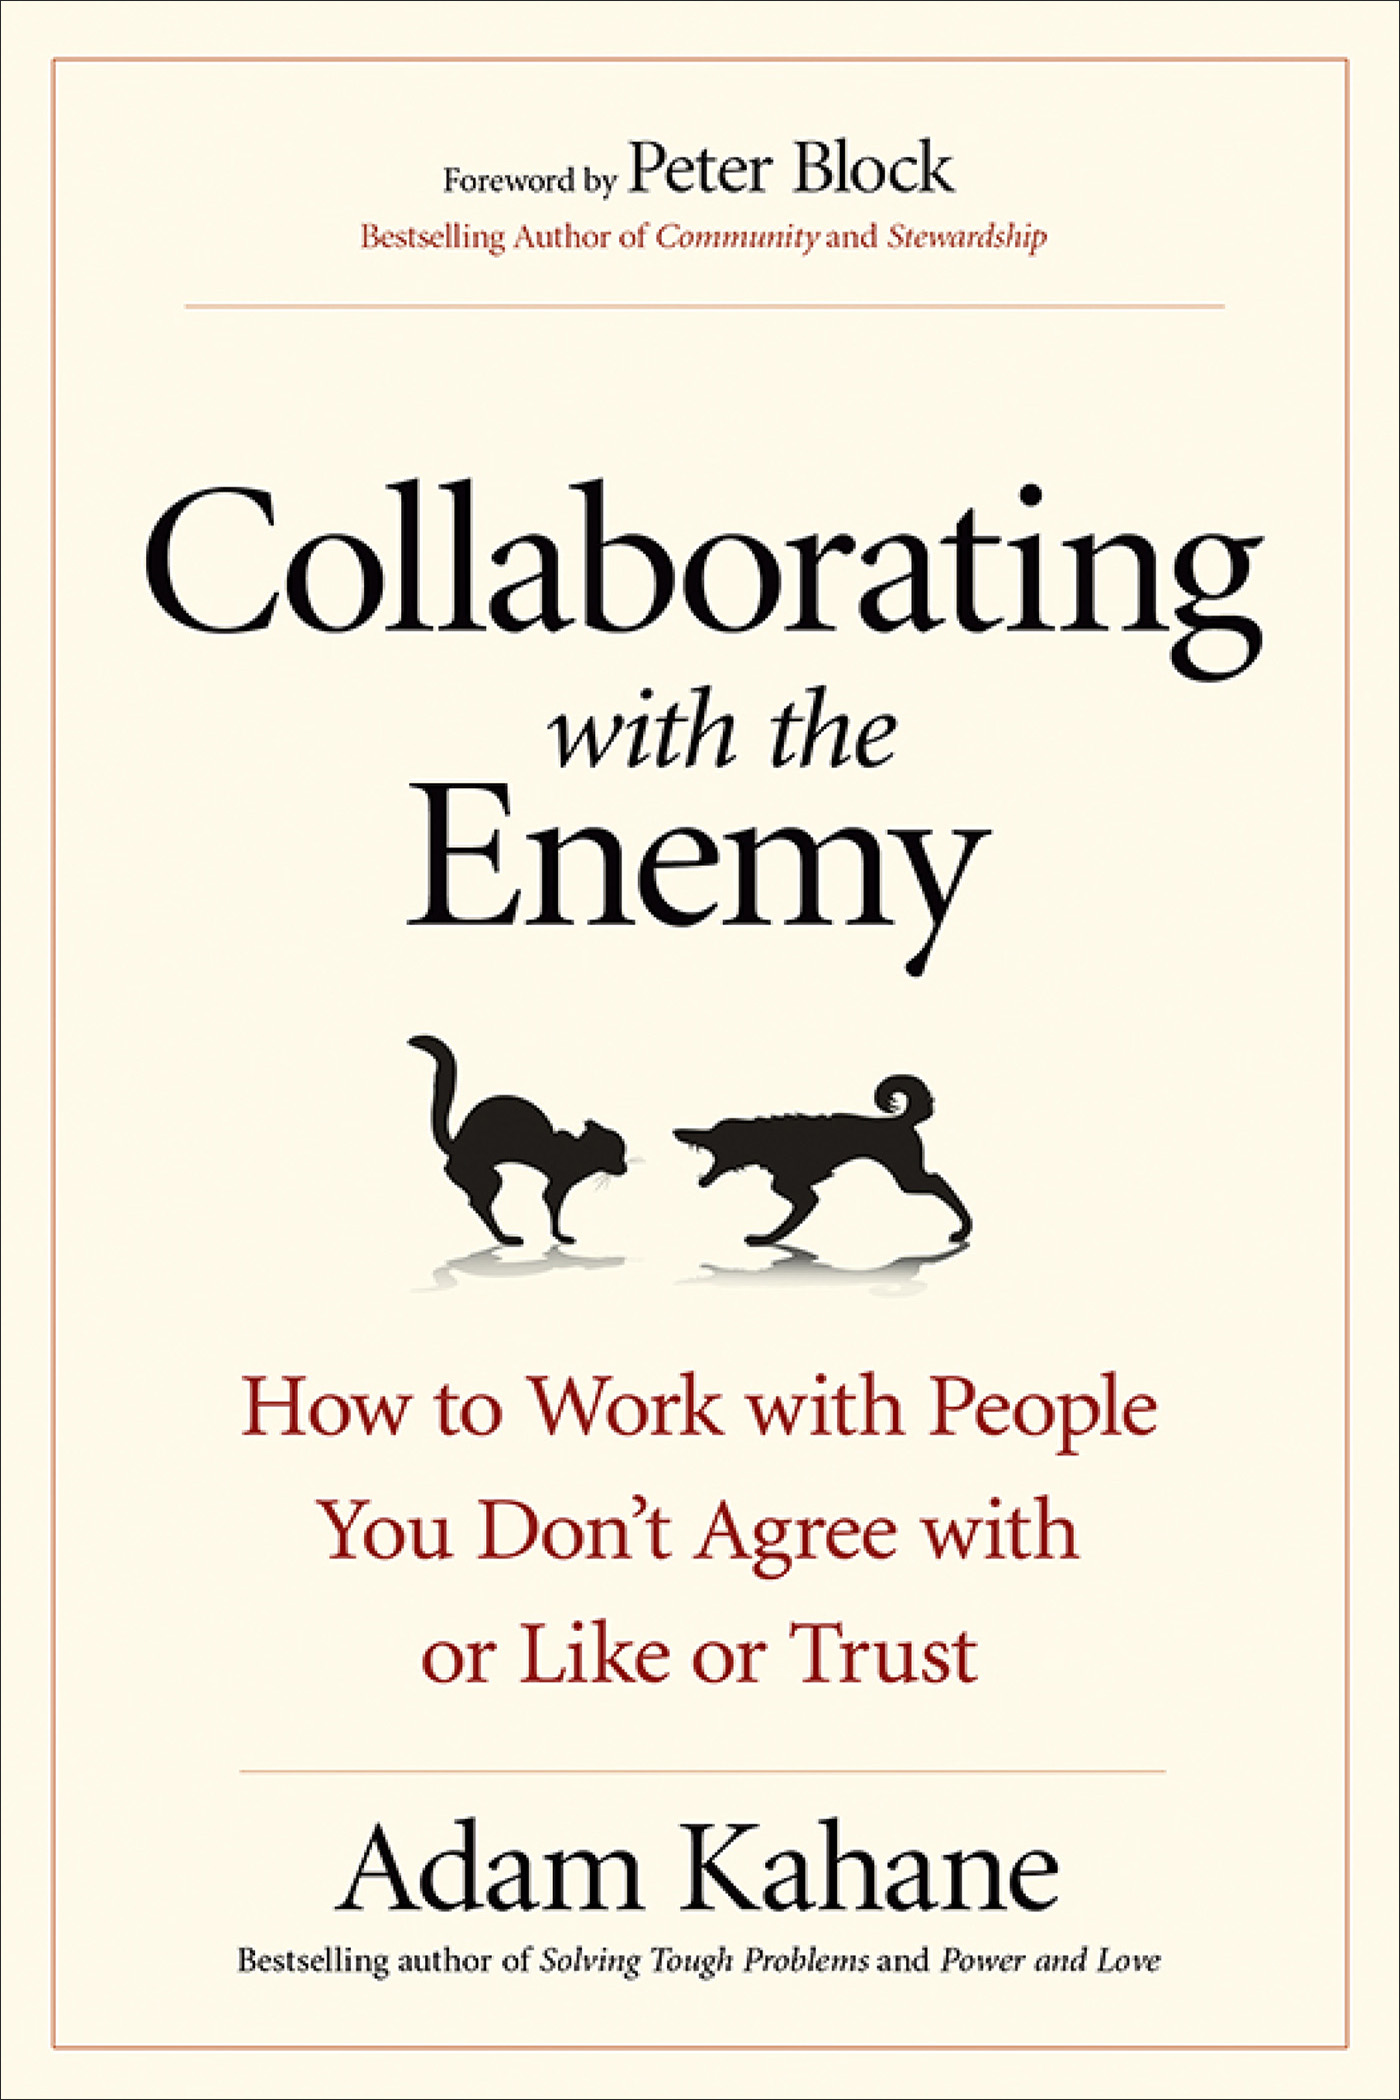 Foreword by Peter Block
Bestselling Author of Community and Stewardship
Collaborating
with the
Enemy
How to Work with People
You Don’t Agree with
or Like or Trust
Adam Kahane
Bestselling author of Solving Tough Problems and Power and Love